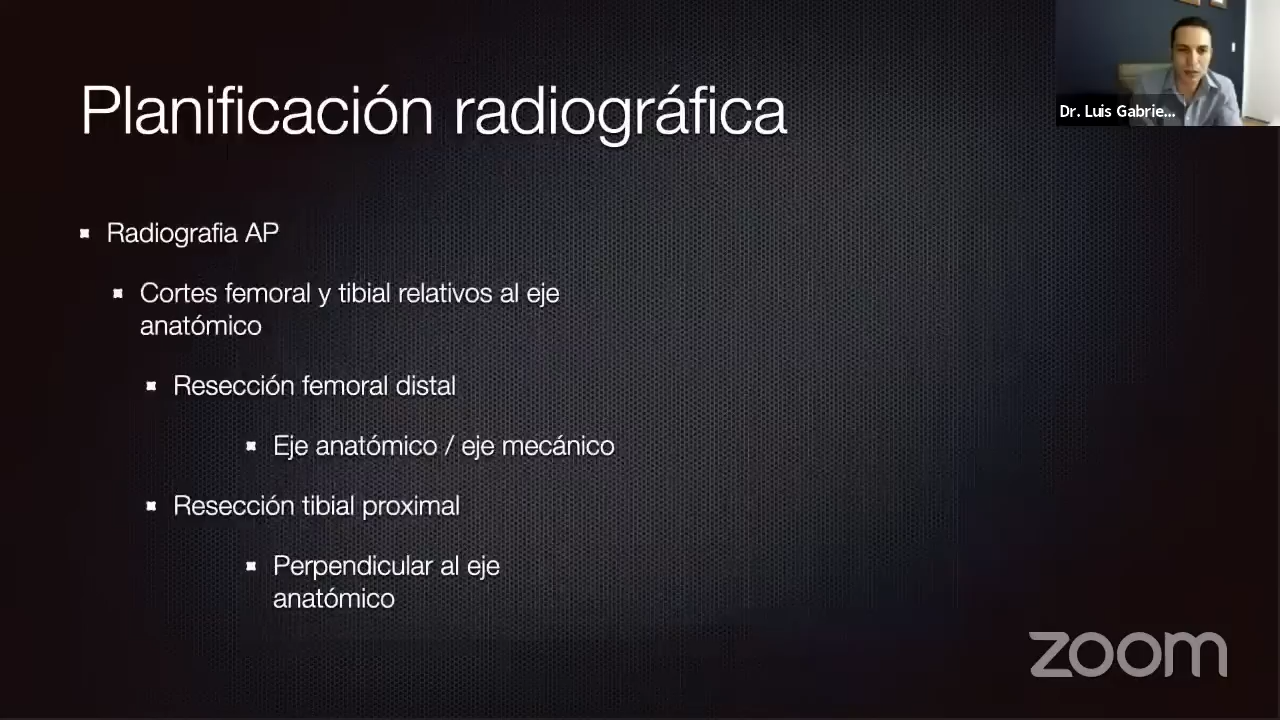 Planificación radiográfica
Dr. Luis Gabrie...
Radiografia AP
Cortes femoral y tibial relativos al eje
anatómico
Resección femoral distal
Eje anatómico / eje mecánico
Resección tibial proximal
Perpendicular al eje
anatómico
zoom